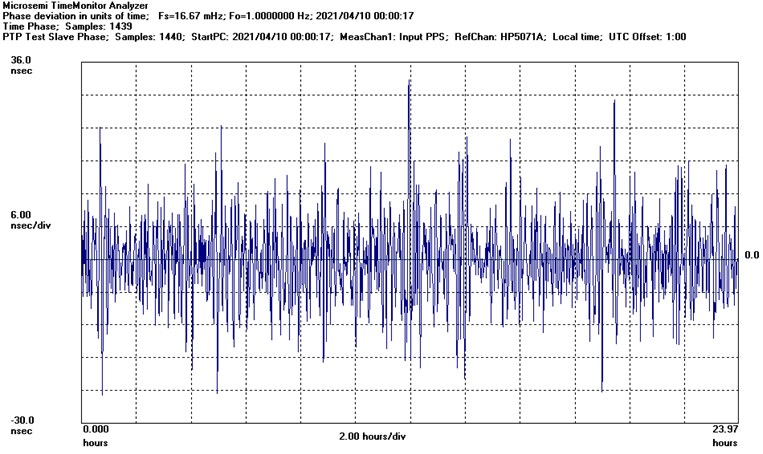 Microsemi TimeMonitor Analyzer
Phase deviation in units of time;  Fs=16.67 mHz; Fo=1.0000000 Hz; 2021/04/10 00:00:17
Time Phase;  Samples: 1439
PTP Test Slave Phase;  Samples: 1440;  StartPC: 2021/04/10 00:00:17;  MeasChan1: Input PPS;  RefChan: HP5071A;  Local time;  UTC Offset: 1:00
36.0
nsec
6.00
nsec/div
0.0
-30.0
nsec
0.000
hours
2.00 hours/div
23.97
hours